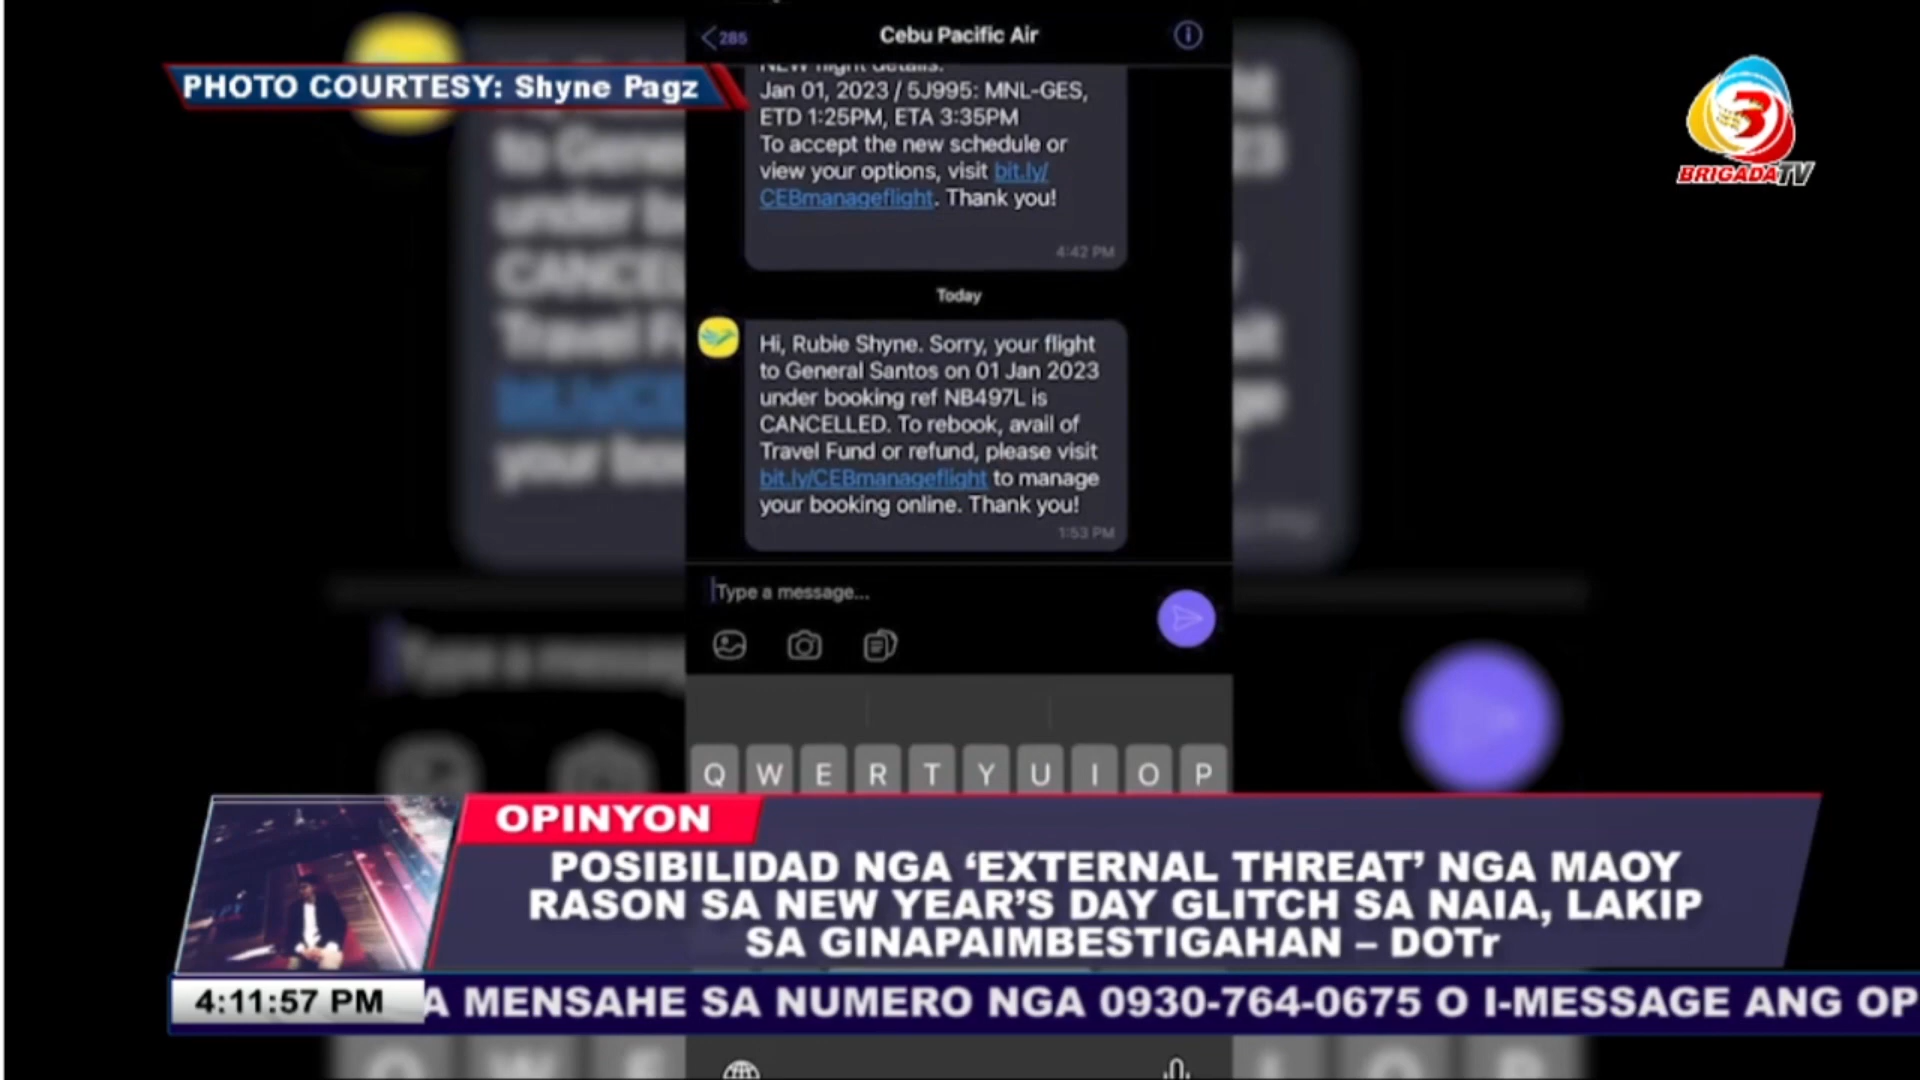 Cebu Pacific Air
285
PHOTO COURTESY: Shyne Pagz
BRIGADA TV
3
NEW flight details:
Jan 01, 2023 / 5J995: MNL-GES,
ETD 1:25PM, ETA 3:35PM
To accept the new schedule or
view your options, visit bit.ly/
CEBmanageflight. Thank you!
4:42 PM
Today
Hi, Rubie Shyne. Sorry, your flight
to General Santos on 01 Jan 2023
under booking ref NB497L is
CANCELLED. To rebook, avail of
Travel Fund or refund, please visit
bit.ly/CEBmanageflight to manage
your booking online. Thank you!
1:53 PM
Type a message...
Q W E R T Y U I O P
OPINYON
POSIBILIDAD NGA ‘EXTERNAL THREAT’ NGA MAOY
RASON SA NEW YEAR’S DAY GLITCH SA NAIA, LAKIP
SA GINAPAIMBESTIGAHAN – DOTr
4:11:57 PM
A MENSAHE SA NUMERO NGA 0930-764-0675 O I-MESSAGE ANG OP